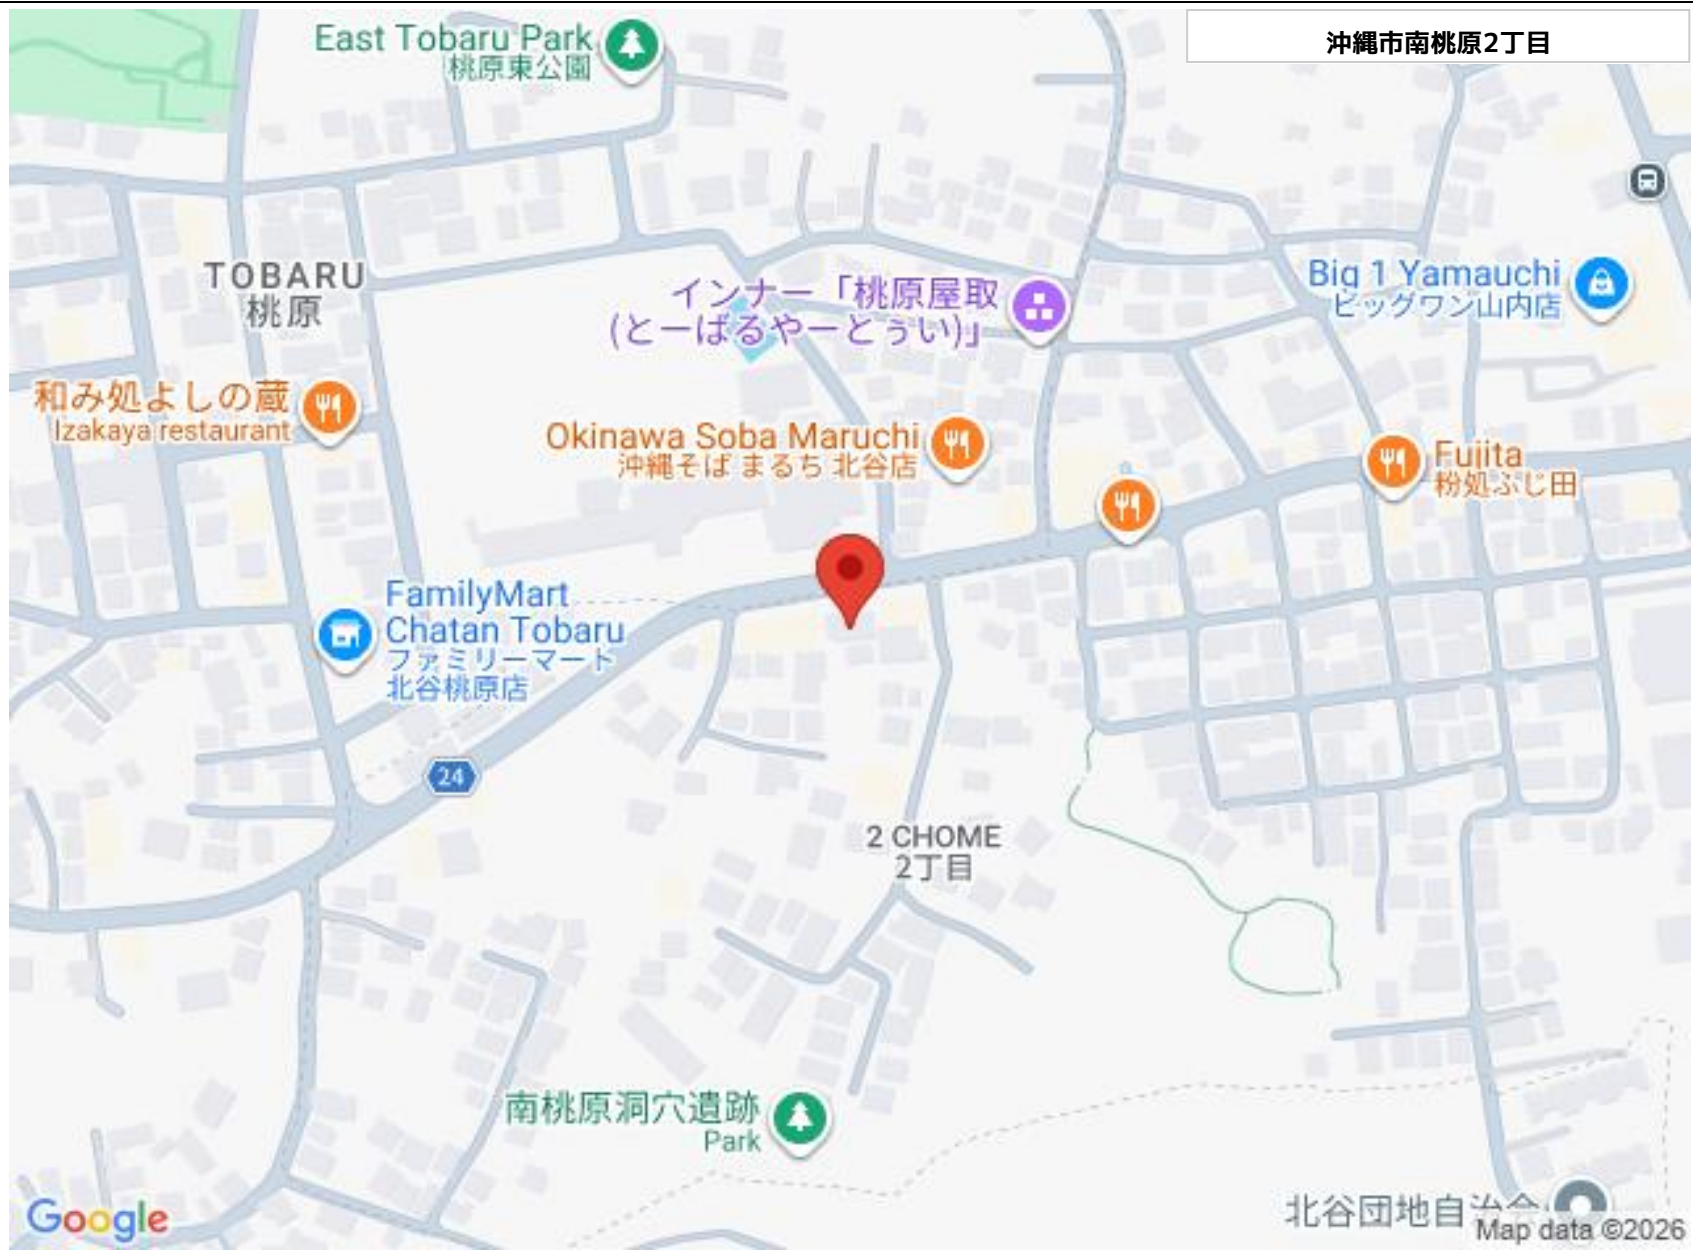 沖縄市南桃原2丁目
East Tobaru Park
桃原東公園
TOBARU
桃原
インナー「桃原屋取
(とーばるやーとぅい)」
Big 1 Yamauchi
ビッグワン山内店
和み処よしの蔵
Izakaya restaurant
Okinawa Soba Maruchi
沖縄そば まるち 北谷店
Fujita
粉処ふじ田
FamilyMart
Chatan Tobaru
ファミリーマート
北谷桃原店
24
2 CHOME
2丁目
南桃原洞穴遺跡
Park
北谷団地自治会
Google
Map data ©2026